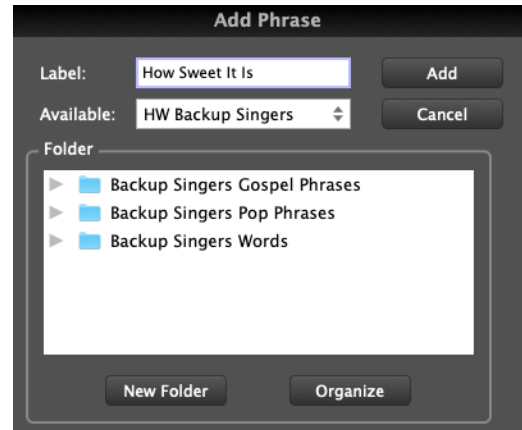 Add Phrase
Label: How Sweet It Is Add
Available: HW Backup Singers Cancel
Folder
Backup Singers Gospel Phrases
Backup Singers Pop Phrases
Backup Singers Words
New Folder Organize